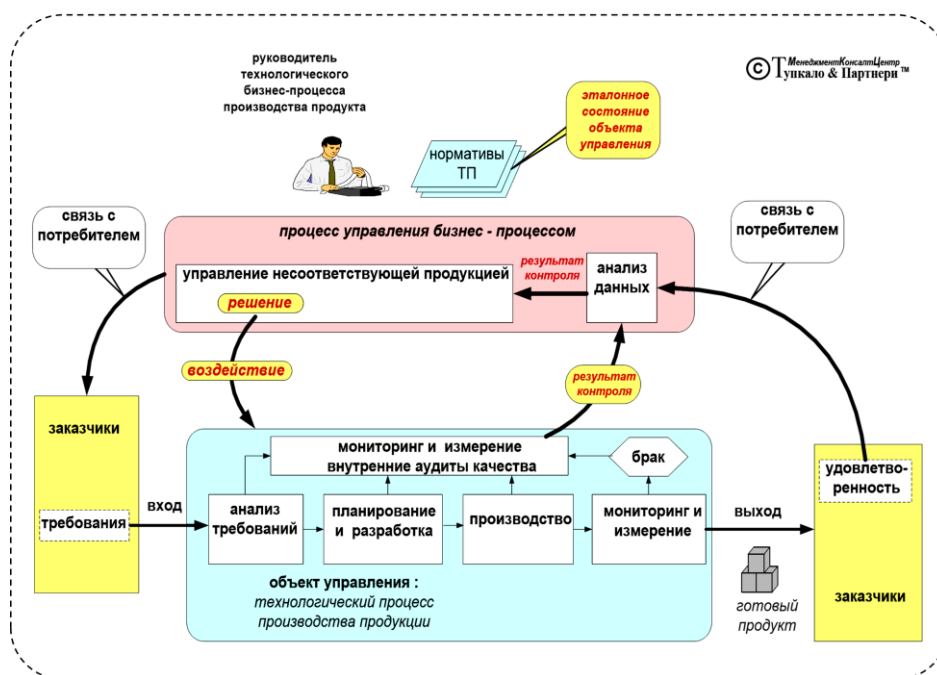 руководитель
технологического
бизнес-процесса
производства продукта
© МенеджментКонсалтЦентр
Тупкало & Партнери ™
эталонное
состояние
объекта
управления
нормативы
ТП
связь с
потребителем
связь с
потребителем
процесс управления бизнес - процессом
управление несоответствующей продукцией
решение
результат
контроля
анализ
данных
воздействие
результат
контроля
заказчики
требования
вход
мониторинг и измерение
внутренние аудиты качества
брак
анализ
требований
планирование
и разработка
производство
мониторинг и
измерение
объект управления :
технологический процесс
производства продукции
выход
готовый
продукт
удовлетво-
ренность
заказчики